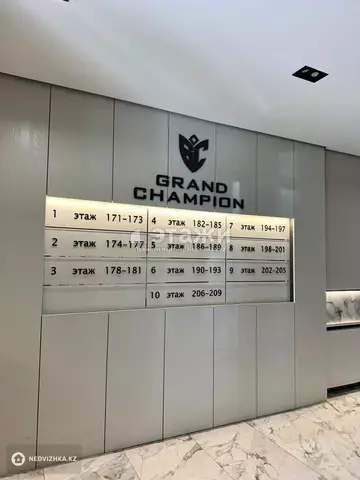 GRAND
CHAMPION
1 этаж 171-173
2 этаж 174-177
3 этаж 178-181
4 этаж 182-185
5 этаж 186-189
6 этаж 190-193
10 этаж 206-209
7 этаж 194-197
8 этаж 198-201
9 этаж 202-205
NEDVIZHKA.KZ